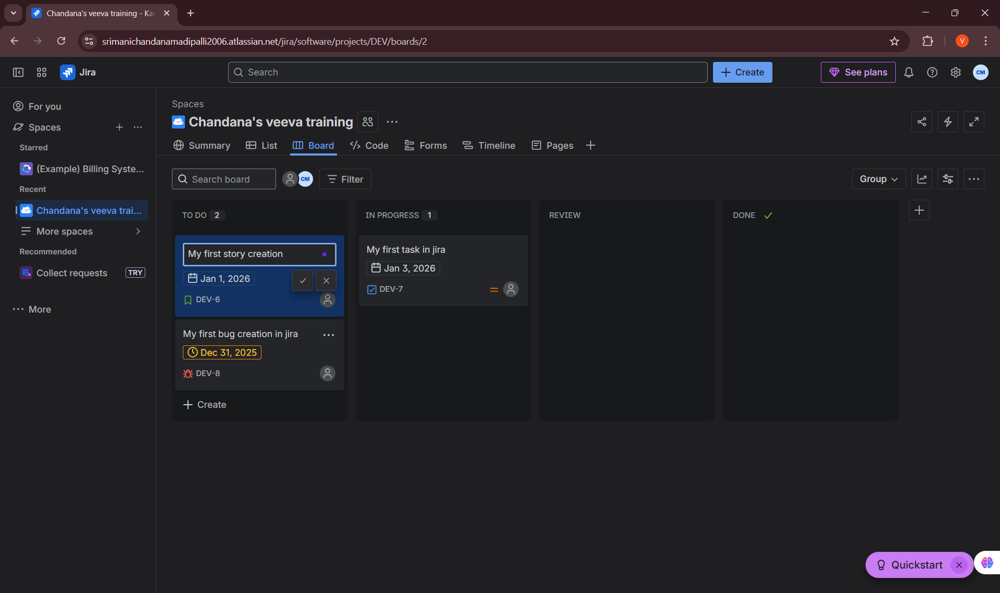 Chandana's veeva training - Kan
srimanichandanamadipalli2006.atlassian.net/jira/software/projects/DEV/boards/2
V
Jira
Search
Create
See plans
CM
For you
Spaces
Starred
(Example) Billing Syste...
Recent
Chandana's veeva trai...
More spaces
Recommended
Collect requests
TRY
More
Spaces
Chandana's veeva training
Summary
List
Board
Code
Forms
Timeline
Pages
Search board
CM
Filter
Group
TO DO 2
My first story creation
Jan 1, 2026
DEV-6
My first bug creation in jira
Dec 31, 2025
DEV-8
Create
IN PROGRESS 1
My first task in jira
Jan 3, 2026
DEV-7
REVIEW
DONE
Quickstart